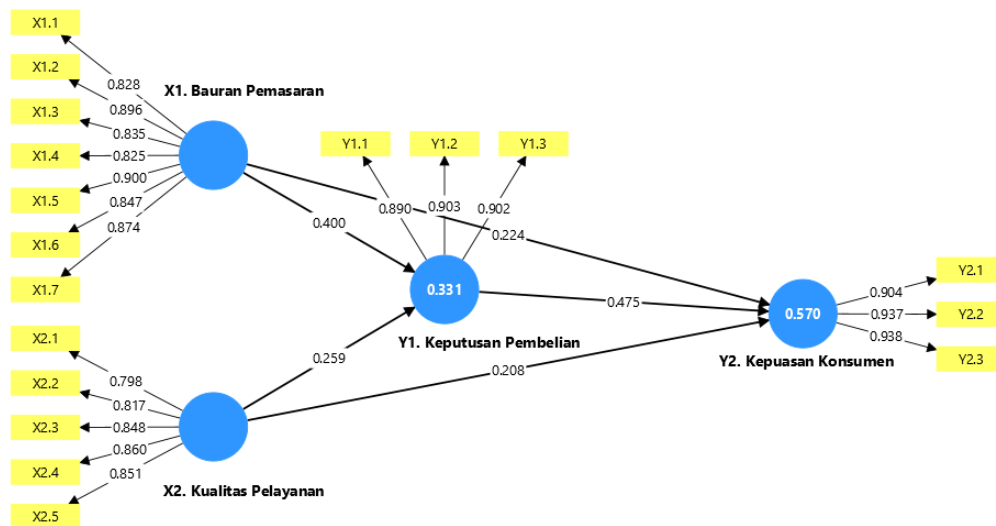 X1.1
X1.2
X1.3
X1.4
X1.5
X1.6
X1.7
0.828
0.896
0.835
0.825
0.900
0.847
0.874
X1. Bauran Pemasaran
Y1.1
Y1.2
Y1.3
0.890
0.903
0.902
0.400
0.224
0.331
0.475
Y1. Keputusan Pembelian
0.259
0.208
0.570
Y2. Kepuasan Konsumen
0.904
0.937
0.938
Y2.1
Y2.2
Y2.3
X2.1
X2.2
X2.3
X2.4
X2.5
0.798
0.817
0.848
0.860
0.851
X2. Kualitas Pelayanan